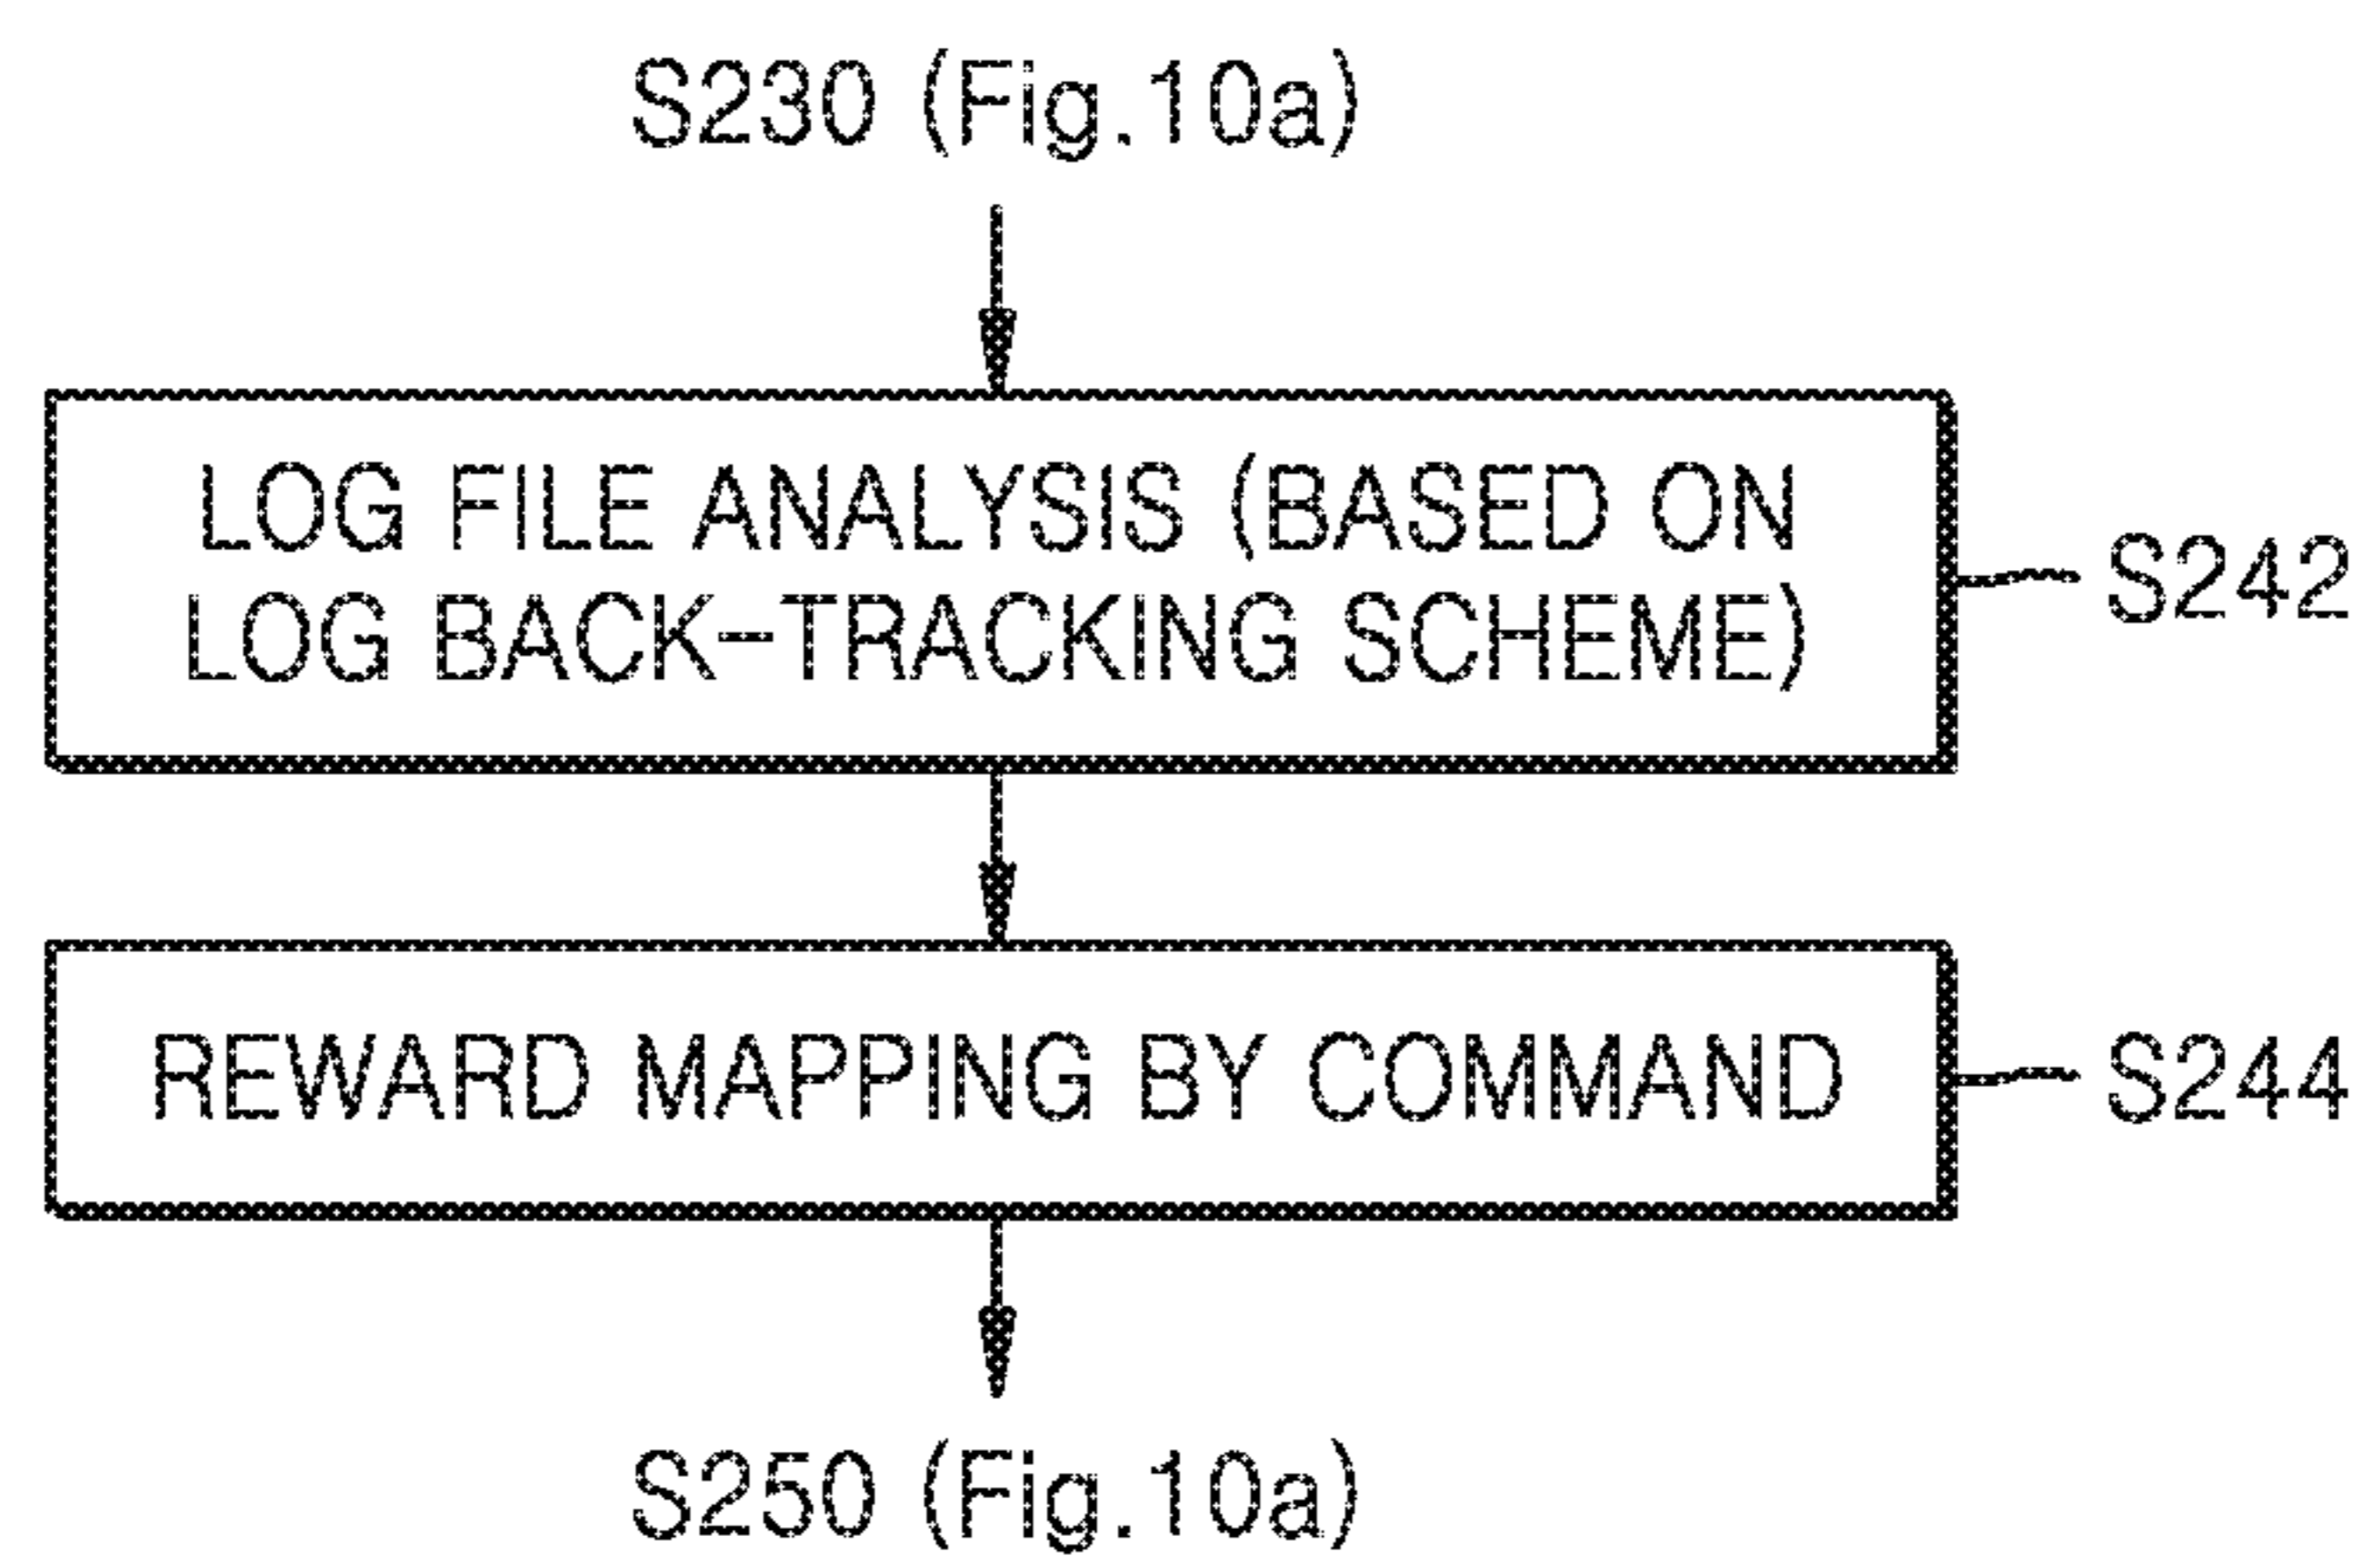 S230 (Fig.10a)
LOG FILE ANALYSIS (BASED ON
LOG BACK-TRACKING SCHEME)
S242
REWARD MAPPING BY COMMAND
S244
S250 (Fig.10a)